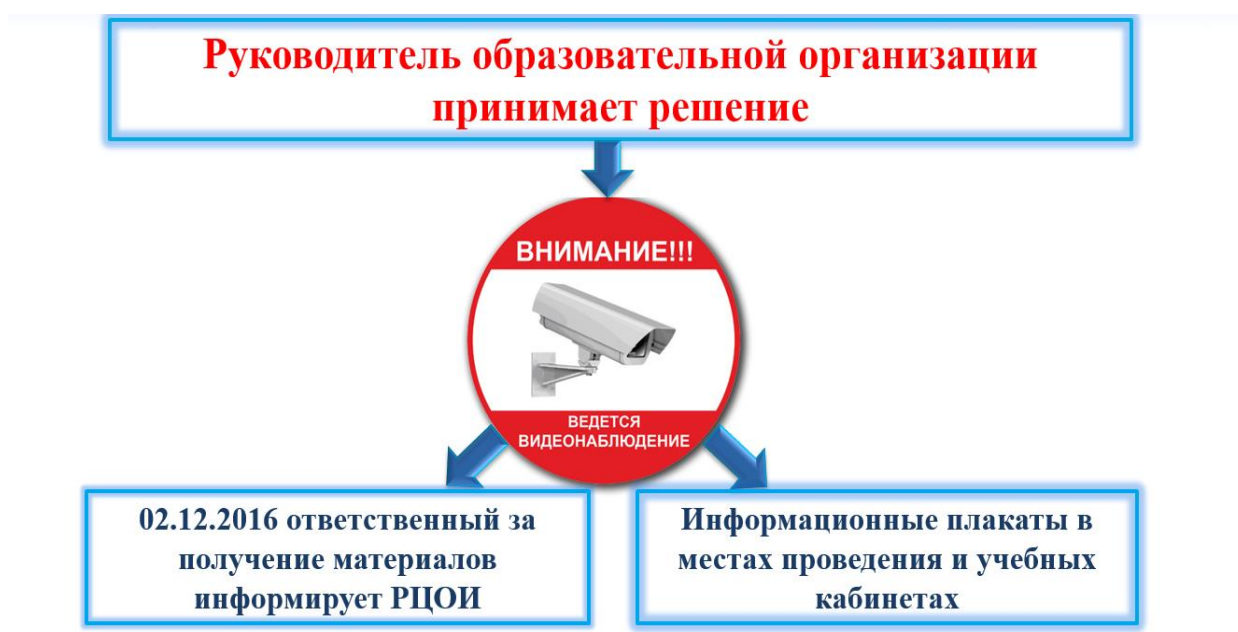 Руководитель образовательной организации
принимает решение
ВНИМАНИЕ!!!
ВЕДЕТСЯ
ВИДЕОНАБЛЮДЕНИЕ
02.12.2016 ответственный за
получение материалов
информирует РЦОИ
Информационные плакаты в
местах проведения и учебных
кабинетах